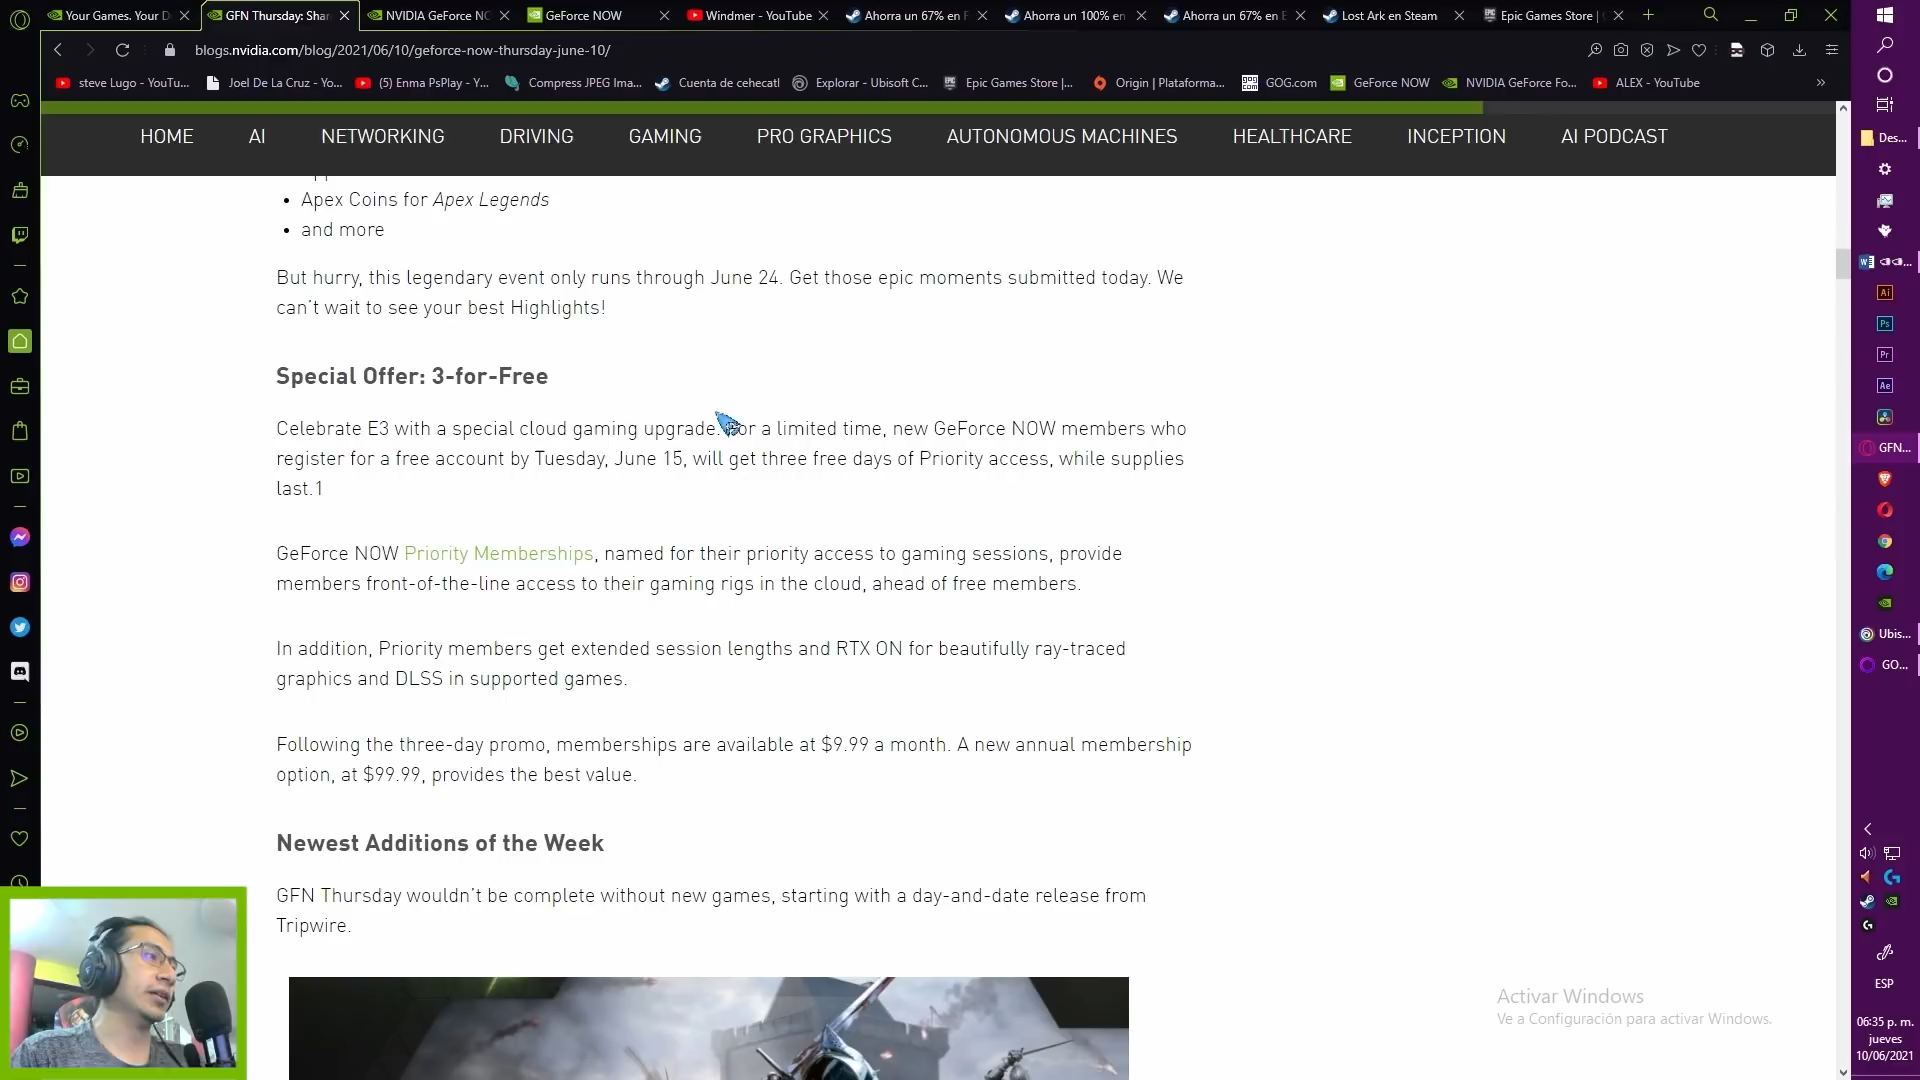 Your Games. Your D
GFN Thursday: Shar
NVIDIA GeForce NO
GeForce NOW
Windmer - YouTube
Ahorra un 67% en F
Ahorra un 100% en
Ahorra un 67% en E
Lost Ark en Steam
Epic Games Store |
blogs.nvidia.com/blog/2021/06/10/geforce-now-thursday-june-10/
steve Lugo - YouTu...
Joel De La Cruz - Yo...
(5) Enma PsPlay - Y...
Compress JPEG Ima...
Cuenta de cehecatl
Explorar - Ubisoft C...
Epic Games Store |...
Origin | Plataforma...
GOG.com
GeForce NOW
NVIDIA GeForce Fo...
ALEX - YouTube
HOME AI NETWORKING DRIVING GAMING PRO GRAPHICS AUTONOMOUS MACHINES HEALTHCARE INCEPTION AI PODCAST
• Apex Coins for Apex Legends
• and more
But hurry, this legendary event only runs through June 24. Get those epic moments submitted today. We
can't wait to see your best Highlights!
Special Offer: 3-for-Free
Celebrate E3 with a special cloud gaming upgrade. For a limited time, new GeForce NOW members who
register for a free account by Tuesday, June 15, will get three free days of Priority access, while supplies
last.1
GeForce NOW Priority Memberships, named for their priority access to gaming sessions, provide
members front-of-the-line access to their gaming rigs in the cloud, ahead of free members.
In addition, Priority members get extended session lengths and RTX ON for beautifully ray-traced
graphics and DLSS in supported games.
Following the three-day promo, memberships are available at $9.99 a month. A new annual membership
option, at $99.99, provides the best value.
Newest Additions of the Week
GFN Thursday wouldn't be complete without new games, starting with a day-and-date release from
Tripwire.
Activar Windows
Ve a Configuración para activar Windows.
Des...
Ai
Ps
Pr
Ae
GFN...
Ubis...
GO...
ESP
06:35 p. m.
jueves
10/06/2021